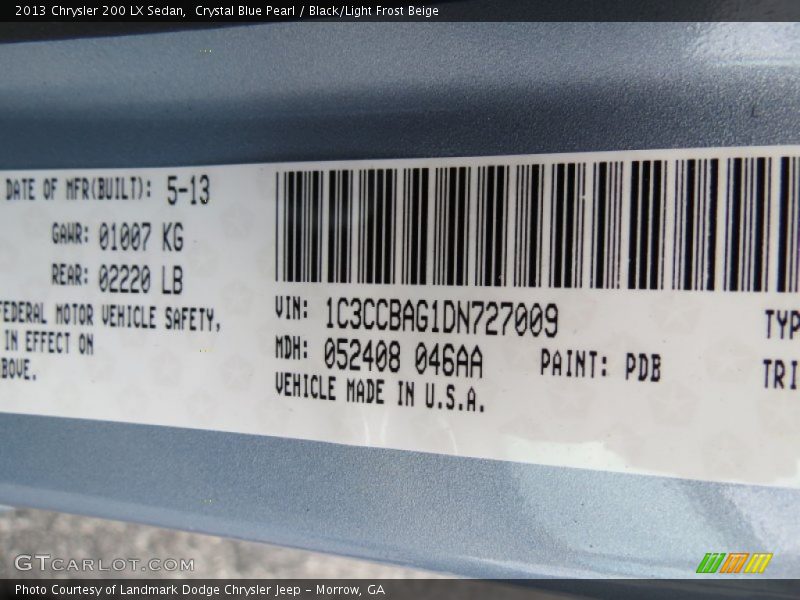 2013 Chrysler 200 LX Sedan,  Crystal Blue Pearl / Black/Light Frost Beige
DATE OF MFR(BUILT): 5-13
GAWR: 01007 KG
REAR: 02220 LB
FEDERAL MOTOR VEHICLE SAFETY,
IN EFFECT ON
BOVE.
VIN: 1C3CCBAG1DN727009
MDH: 052408 046AA
PAINT: PDB
VEHICLE MADE IN U.S.A.
TYP
TRI
GTCARLOT.COM
Photo Courtesy of Landmark Dodge Chrysler Jeep – Morrow, GA